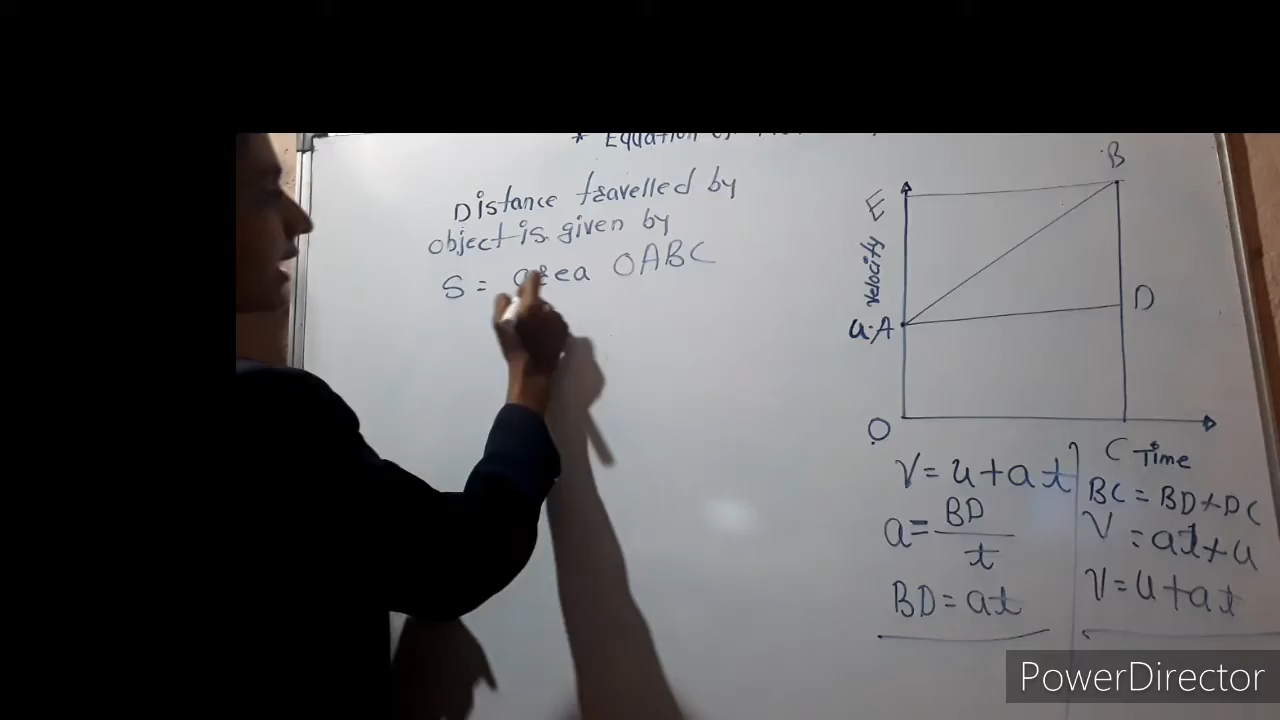 * Equation
Distance travelled by
object is given by
S = area OABC
B
E
Velocity
D
u.A
O
C Time
V = u + at
BC = BD + DC
a = BD / t
V = at + u
BD = at
V = u + at
PowerDirector